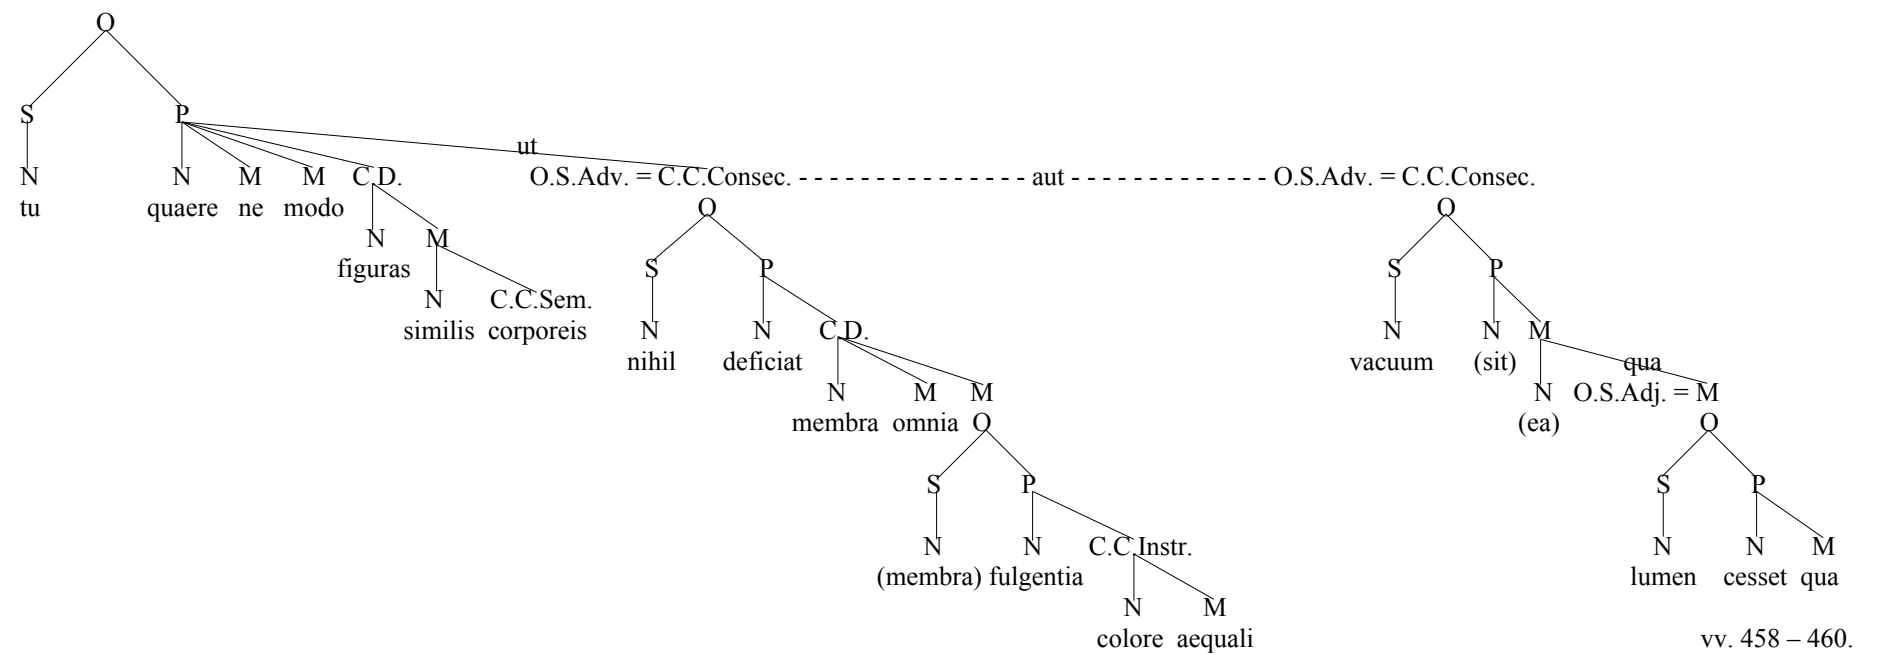 O
S P
ut
N N M M C.D. O.S.Adv. = C.C.Consec. - - - - - - - - - - - - - - - aut - - - - - - - - - - - - - O.S.Adv. = C.C.Consec.
tu quaere ne modo O O
N M
figuras S P S P
N C.C.Sem.
similis corporeis N N C.D. N N M
nihil deficiat vacuum (sit) qua
N M M N O.S.Adj. = M
membra omnia O (ea) O
S P S P
N N C.C.Instr. N N M
(membra) fulgentia lumen cesset qua
N M
colore aequali vv. 458 – 460.